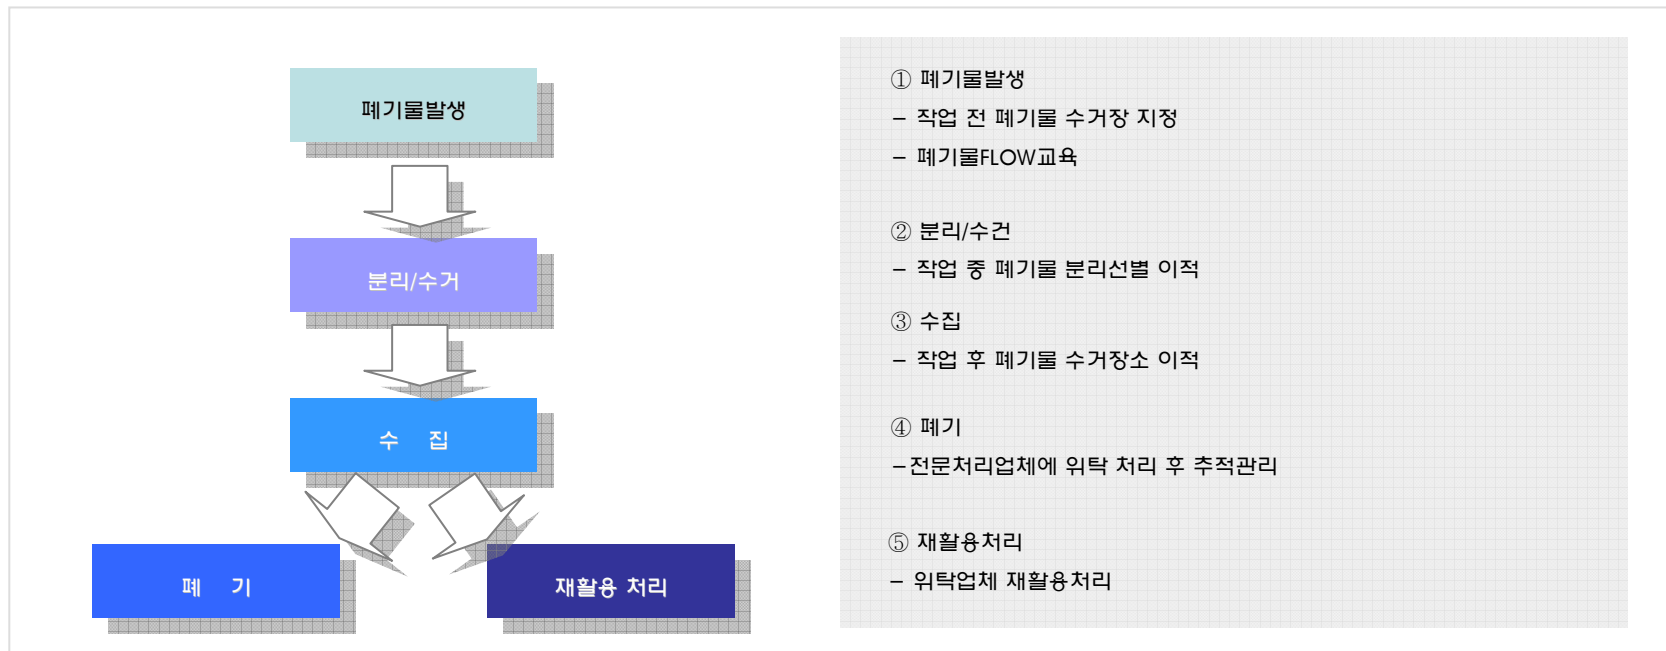 폐기물발생
분리/수거
수 집
폐 기
재활용 처리
① 폐기물발생
– 작업 전 폐기물 수거장 지정
– 폐기물FLOW교육
② 분리/수건
– 작업 중 폐기물 분리선별 이적
③ 수집
– 작업 후 폐기물 수거장소 이적
④ 폐기
–전문처리업체에 위탁 처리 후 추적관리
⑤ 재활용처리
– 위탁업체 재활용처리